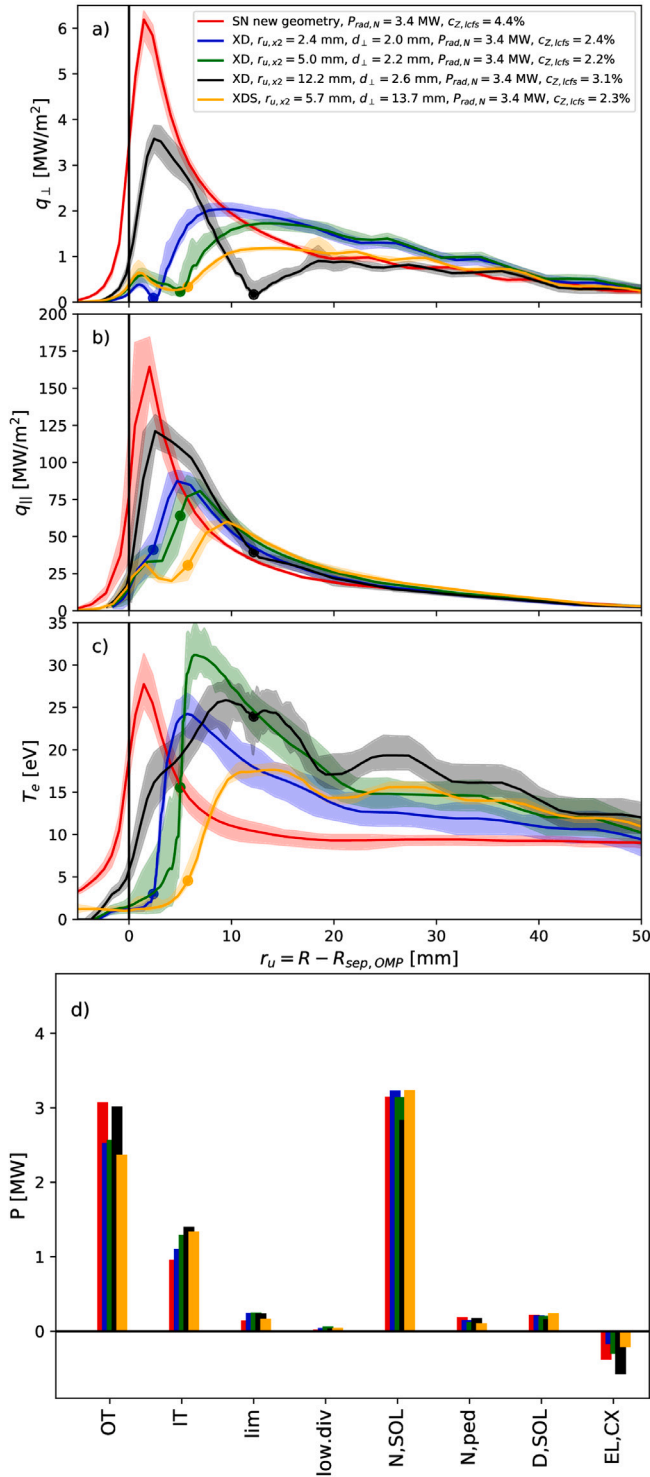 a)
SN new geometry, P_rad,N = 3.4 MW, c_Z,lcfs = 4.4%
XD, r_u,x2 = 2.4 mm, d_⊥ = 2.0 mm, P_rad,N = 3.4 MW, c_Z,lcfs = 2.4%
XD, r_u,x2 = 5.0 mm, d_⊥ = 2.2 mm, P_rad,N = 3.4 MW, c_Z,lcfs = 2.2%
XD, r_u,x2 = 12.2 mm, d_⊥ = 2.6 mm, P_rad,N = 3.4 MW, c_Z,lcfs = 3.1%
XDS, r_u,x2 = 5.7 mm, d_⊥ = 13.7 mm, P_rad,N = 3.4 MW, c_Z,lcfs = 2.3%
q_⊥ [MW/m²]
6
5
4
3
2
1
0
b)
q_|| [MW/m²]
200
175
150
125
100
75
50
25
0
c)
T_e [eV]
35
30
25
20
15
10
5
0
0 10 20 30 40 50
r_u = R − R_sep,OMP [mm]
d)
P [MW]
4
3
2
1
0
OT
IT
lim
low.div
N,SOL
N,ped
D,SOL
EL,CX